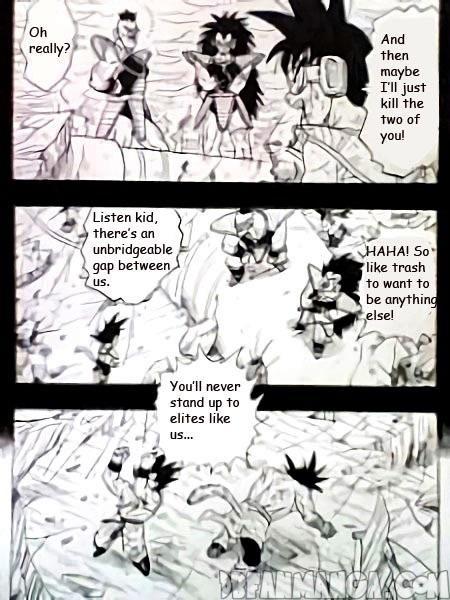 Oh
really?
And
then
maybe
I'll just
kill the
two of
you!
Listen kid,
there's an
unbridgeable
gap between
us.
HAHA! So
like trash
to want to
be anything
else!
You'll never
stand up to
elites like
us...
DBFANMANGA.COM